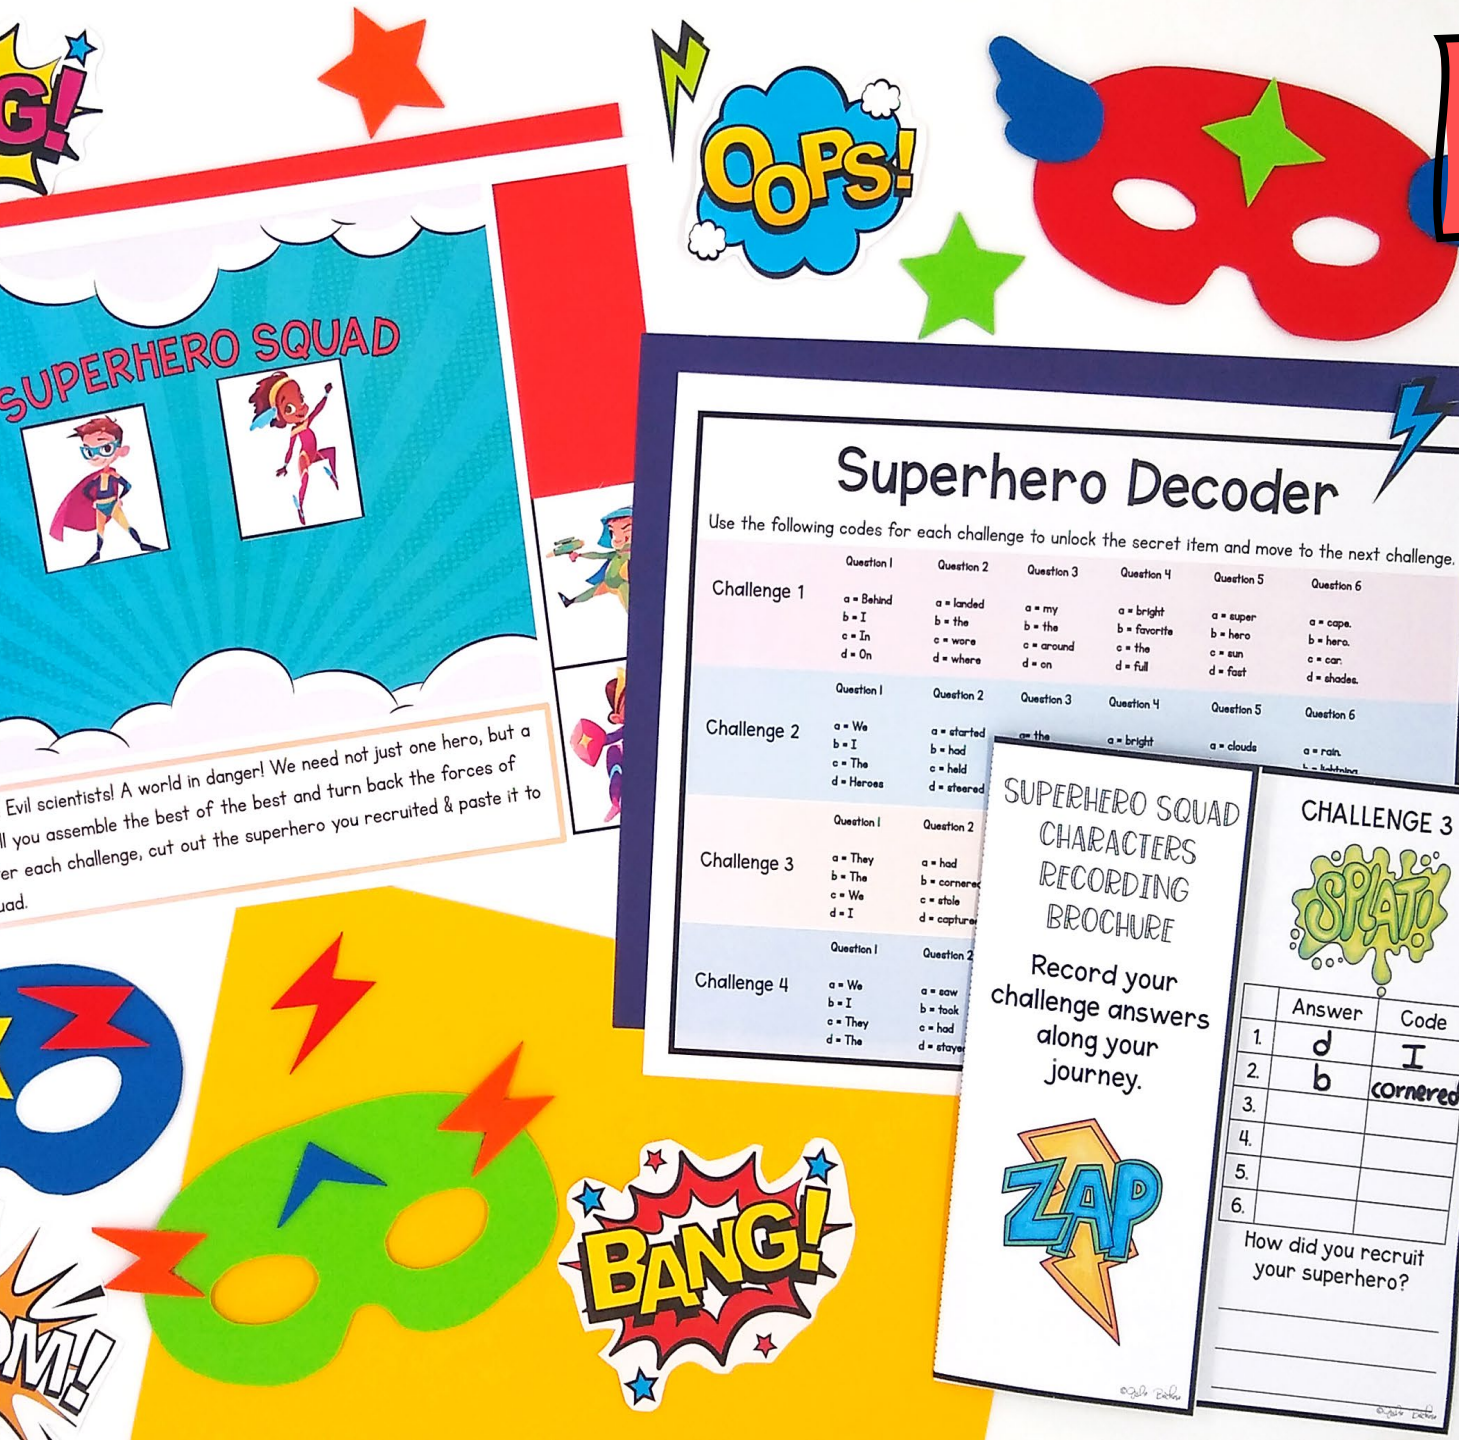 G!
OOPS!
SUPERHERO SQUAD
Evil scientists! A world in danger! We need not just one hero, but a
you assemble the best of the best and turn back the forces of
each challenge, cut out the superhero you recruited & paste it to
Superhero Decoder
Use the following codes for each challenge to unlock the secret item and move to the next challenge.
Challenge 1
Question 1 Question 2 Question 3 Question 4 Question 5 Question 6
a = Behind a = landed a = my a = bright a = super a = cape.
b = I b = the b = the b = favorite b = hero b = hero.
c = In c = wore c = around c = the c = sun c = car.
d = On d = where d = on d = full d = fast d = shades.
Challenge 2
Question 1 Question 2 Question 3 Question 4 Question 5 Question 6
a = We a = started a = the a = bright a = clouds a = rain.
b = I b = had b = lightning
c = The c = held
d = Heroes d = steered
Challenge 3
Question 1 Question 2
a = They a = had
b = The b = cornered
c = We c = stole
d = I d = capture
Challenge 4
Question 1 Question 2
a = We a = saw
b = I b = took
c = They c = had
d = The d = staye
SUPERHERO SQUAD
CHARACTERS
RECORDING
BROCHURE
Record your
challenge answers
along your
journey.
ZAP
CHALLENGE 3
SPLAT!
Answer Code
1. d I
2. b cornered
3.
4.
5.
6.
How did you recruit
your superhero?
BANG!
OM!!